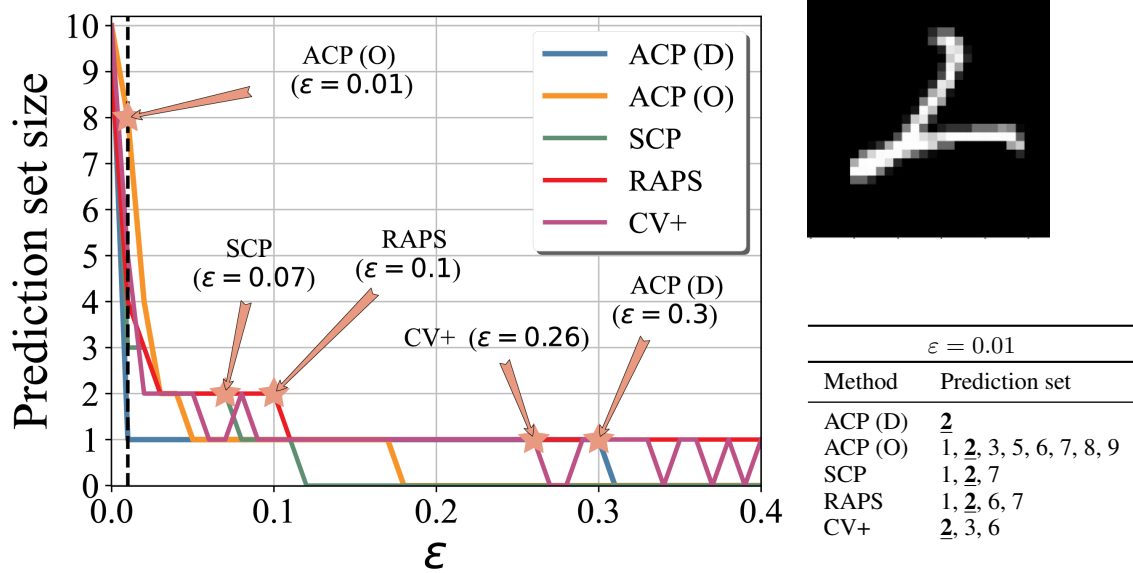 Prediction set size
10
9
8
7
6
5
4
3
2
1
0
0.0
0.1
0.2
0.3
0.4
ε
ACP (O)
(ε = 0.01)
SCP
(ε = 0.07)
RAPS
(ε = 0.1)
CV+ (ε = 0.26)
ACP (D)
(ε = 0.3)
ACP (D)
ACP (O)
SCP
RAPS
CV+
ε = 0.01
Method Prediction set
ACP (D) 2
ACP (O) 1, 2, 3, 5, 6, 7, 8, 9
SCP 1, 2, 7
RAPS 1, 2, 6, 7
CV+ 2, 3, 6